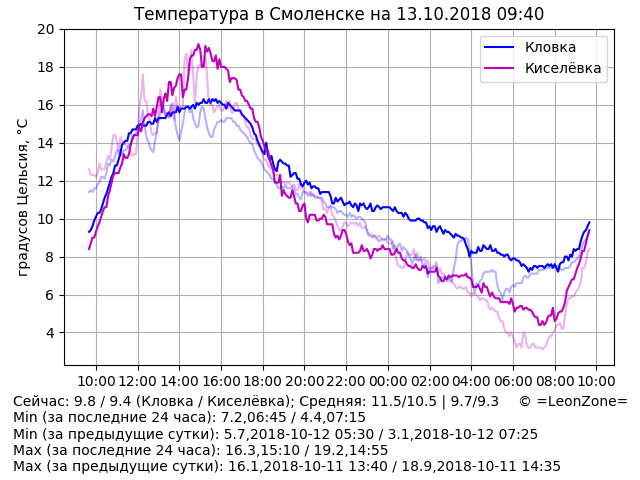 Температура в Смоленске на 13.10.2018 09:40
градусов Цельсия, °C
20
18
16
14
12
10
8
6
4
Кловка
Киселёвка
10:00 12:00 14:00 16:00 18:00 20:00 22:00 00:00 02:00 04:00 06:00 08:00 10:00
Сейчас: 9.8 / 9.4 (Кловка / Киселёвка); Средняя: 11.5/10.5 | 9.7/9.3 © =LeonZone=
Min (за последние 24 часа): 7.2,06:45 / 4.4,07:15
Min (за предыдущие сутки): 5.7,2018-10-12 05:30 / 3.1,2018-10-12 07:25
Max (за последние 24 часа): 16.3,15:10 / 19.2,14:55
Max (за предыдущие сутки): 16.1,2018-10-11 13:40 / 18.9,2018-10-11 14:35